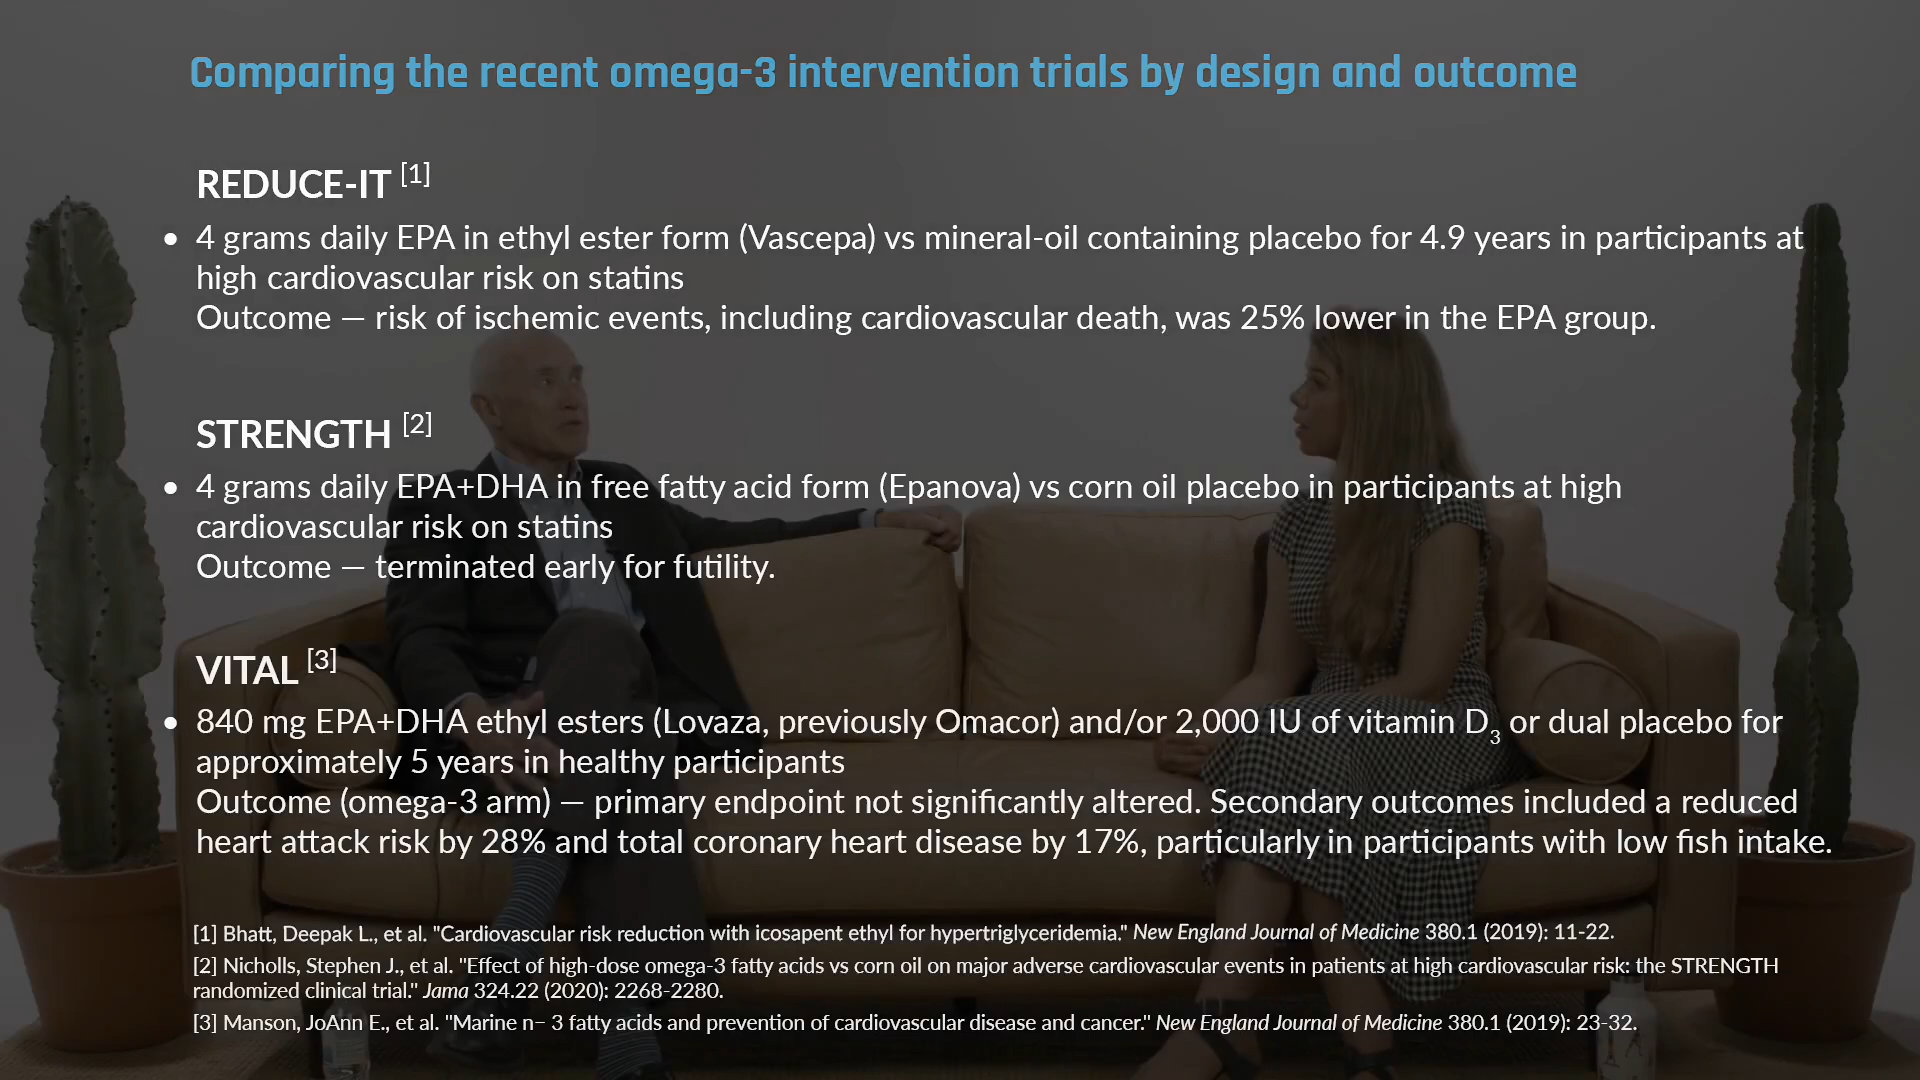 Comparing the recent omega-3 intervention trials by design and outcome
REDUCE-IT [1]
• 4 grams daily EPA in ethyl ester form (Vascepa) vs mineral-oil containing placebo for 4.9 years in participants at
high cardiovascular risk on statins
Outcome — risk of ischemic events, including cardiovascular death, was 25% lower in the EPA group.
STRENGTH [2]
• 4 grams daily EPA+DHA in free fatty acid form (Epanova) vs corn oil placebo in participants at high
cardiovascular risk on statins
Outcome — terminated early for futility.
VITAL [3]
• 840 mg EPA+DHA ethyl esters (Lovaza, previously Omacor) and/or 2,000 IU of vitamin D3 or dual placebo for
approximately 5 years in healthy participants
Outcome (omega-3 arm) — primary endpoint not significantly altered. Secondary outcomes included a reduced
heart attack risk by 28% and total coronary heart disease by 17%, particularly in participants with low fish intake.
[1] Bhatt, Deepak L., et al. "Cardiovascular risk reduction with icosapent ethyl for hypertriglyceridemia." New England Journal of Medicine 380.1 (2019): 11-22.
[2] Nicholls, Stephen J., et al. "Effect of high-dose omega-3 fatty acids vs corn oil on major adverse cardiovascular events in patients at high cardiovascular risk: the STRENGTH
randomized clinical trial." Jama 324.22 (2020): 2268-2280.
[3] Manson, JoAnn E., et al. "Marine n− 3 fatty acids and prevention of cardiovascular disease and cancer." New England Journal of Medicine 380.1 (2019): 23-32.